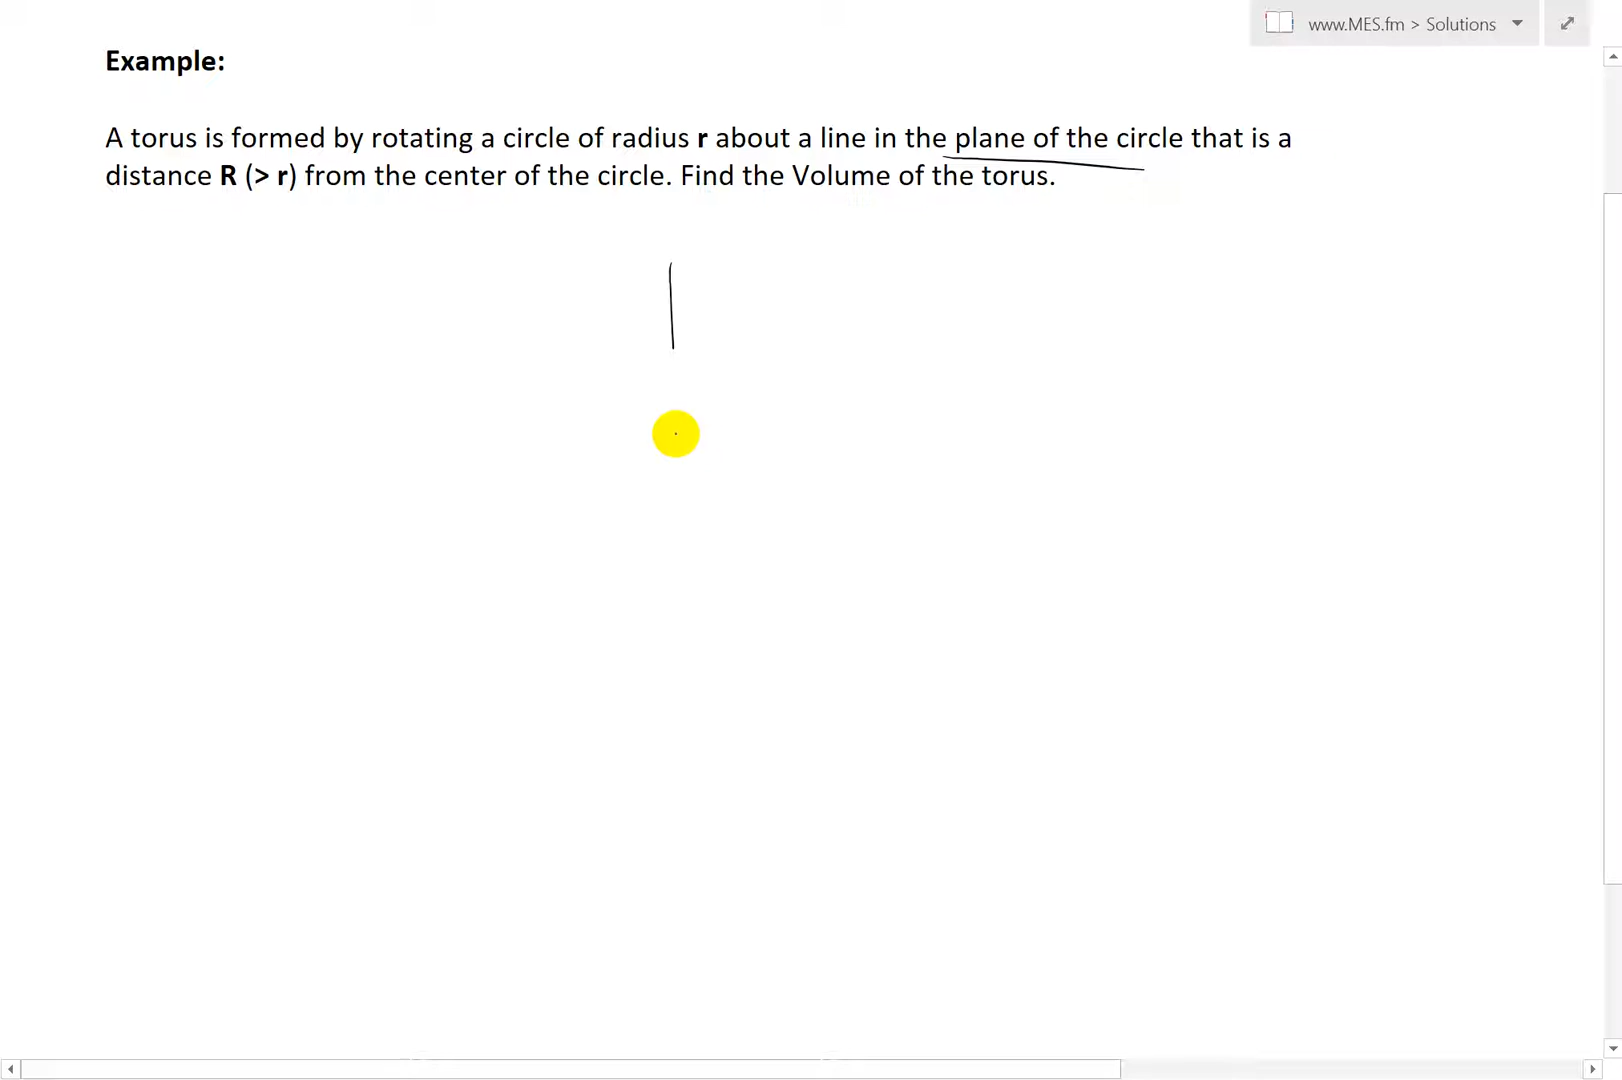 www.MES.fm > Solutions
Example:
A torus is formed by rotating a circle of radius r about a line in the plane of the circle that is a
distance R (> r) from the center of the circle. Find the Volume of the torus.